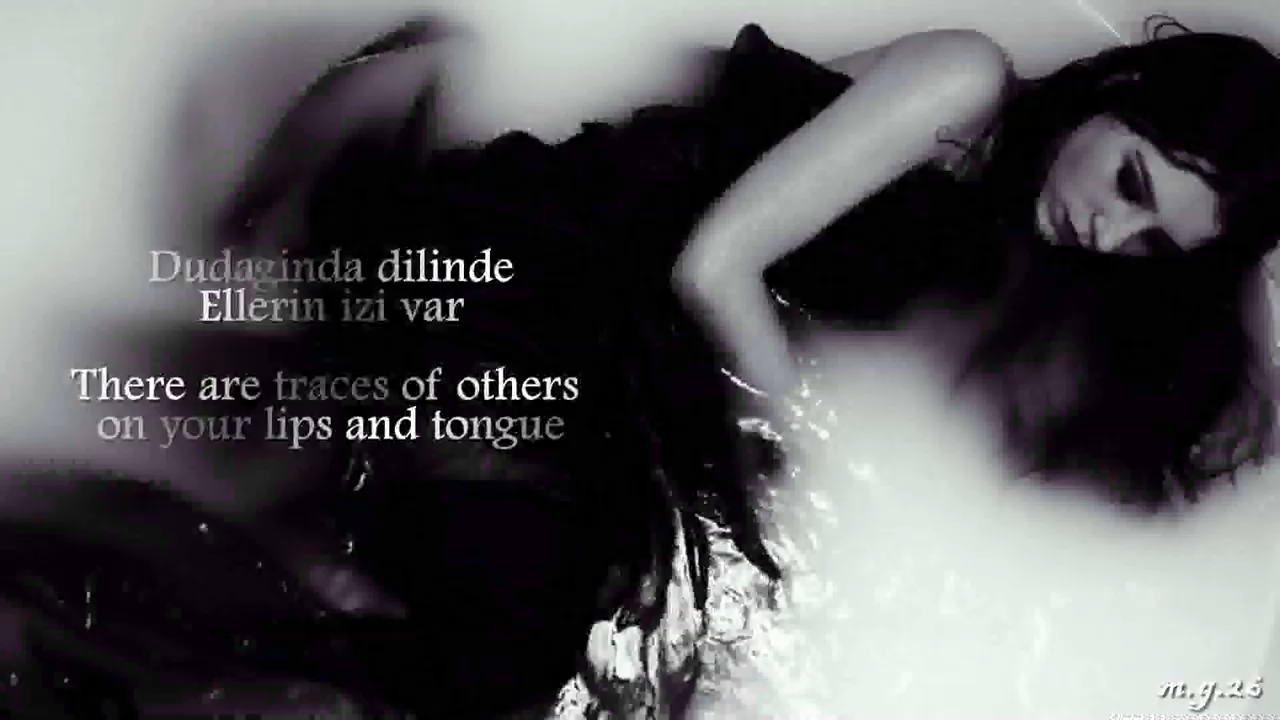 Dudaginda dilinde
Ellerin izi var
There are traces of others
on your lips and tongue
m.g.25